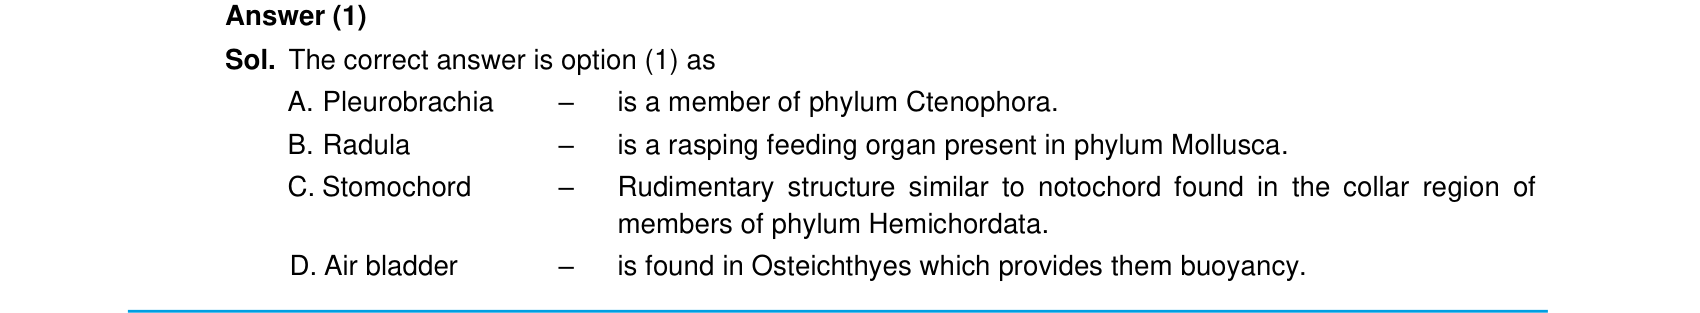 Answer (1)
Sol. The correct answer is option (1) as
A. Pleurobrachia – is a member of phylum Ctenophora.
B. Radula – is a rasping feeding organ present in phylum Mollusca.
C. Stomochord – Rudimentary structure similar to notochord found in the collar region of
members of phylum Hemichordata.
D. Air bladder – is found in Osteichthyes which provides them buoyancy.